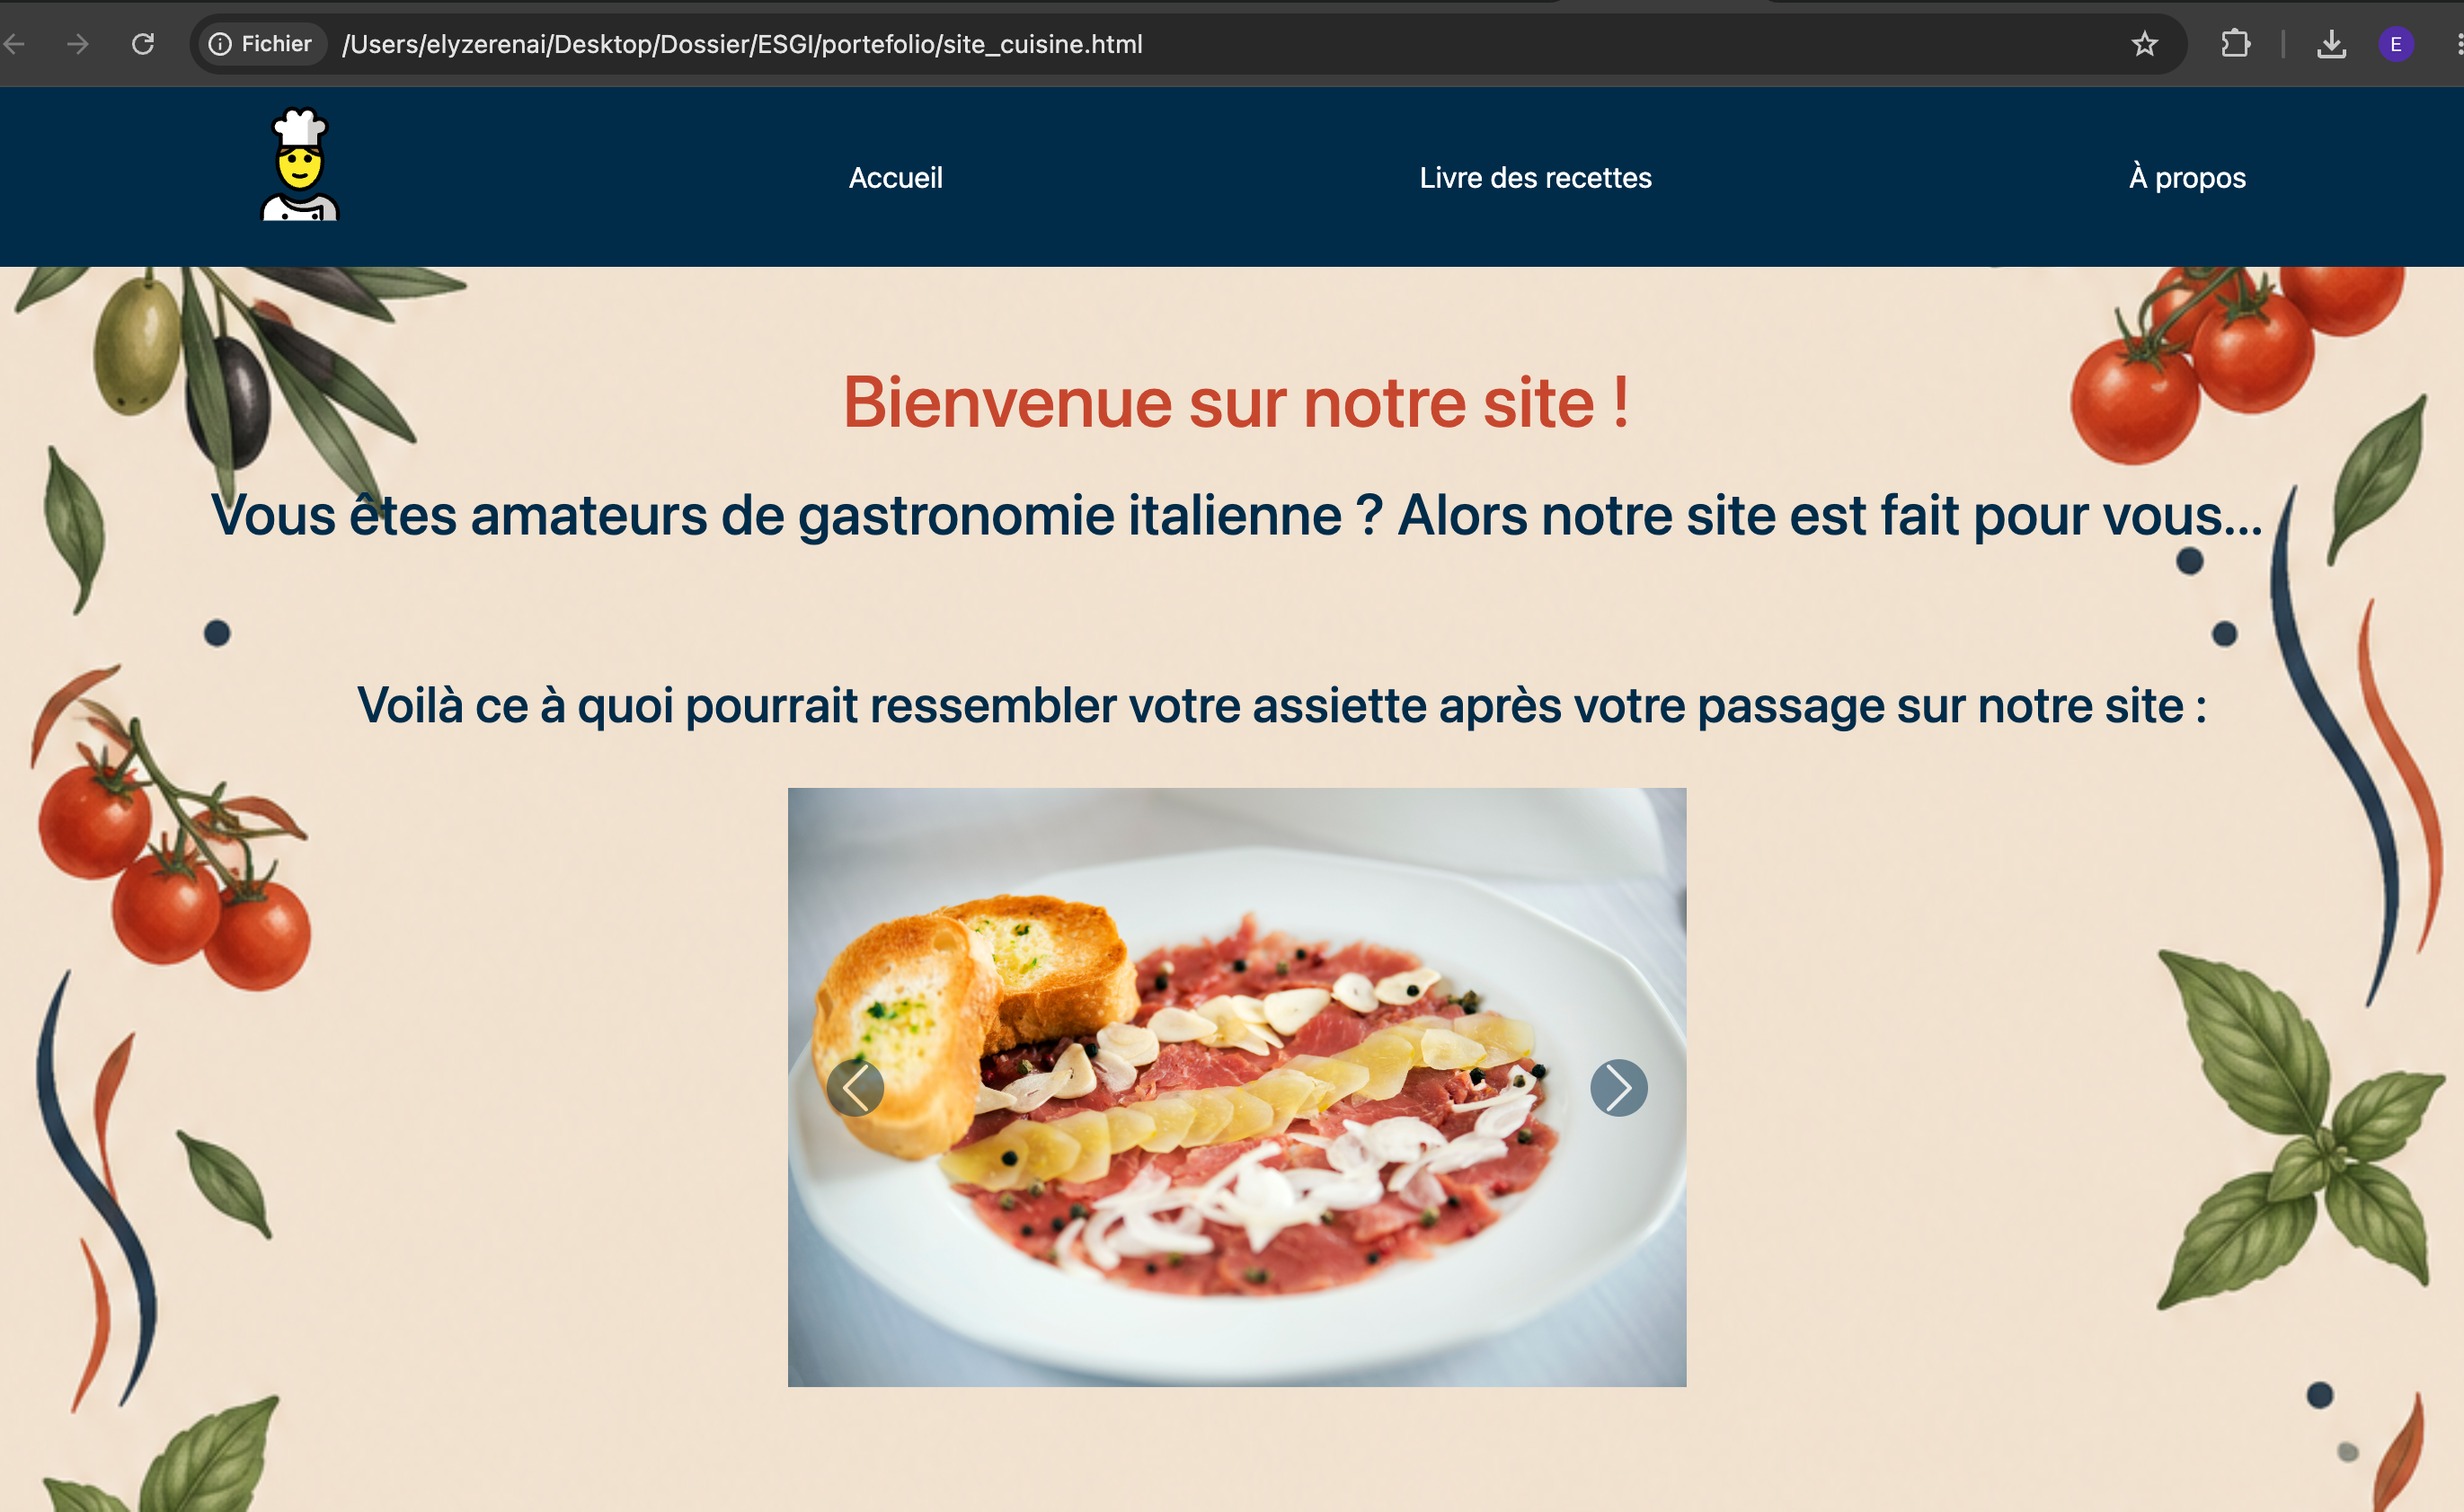 Fichier /Users/elyzerenai/Desktop/Dossier/ESGI/portefolio/site_cuisine.html E
Accueil Livre des recettes À propos
Bienvenue sur notre site !
Vous êtes amateurs de gastronomie italienne ? Alors notre site est fait pour vous...
Voilà ce à quoi pourrait ressembler votre assiette après votre passage sur notre site :